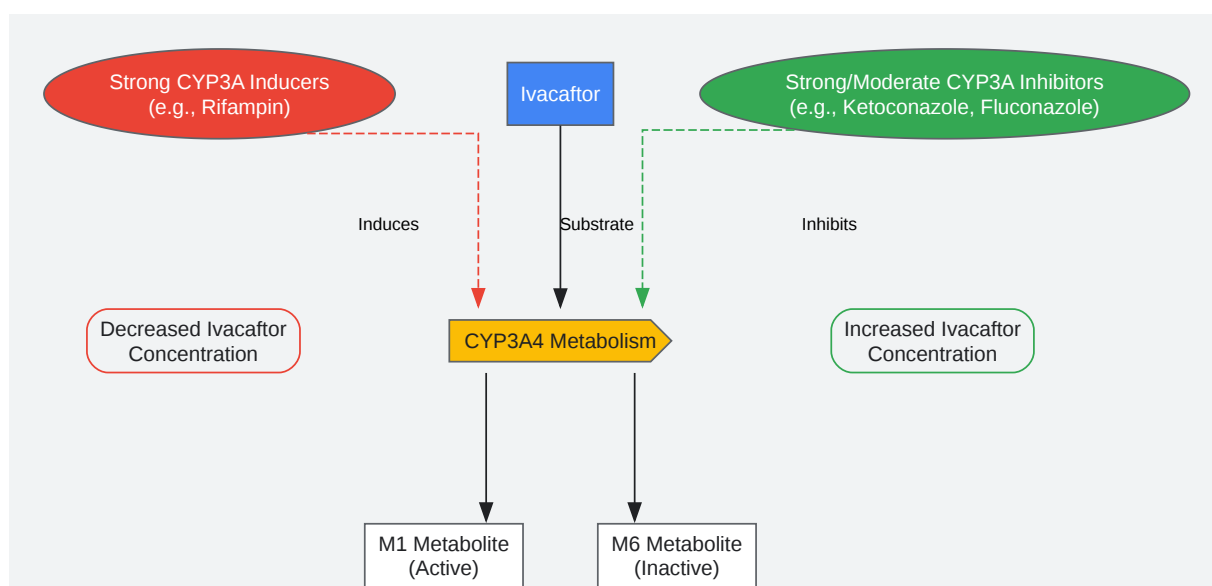 Strong CYP3A Inducers
(e.g., Rifampin)
Ivacaftor
Strong/Moderate CYP3A Inhibitors
(e.g., Ketoconazole, Fluconazole)
Induces
Substrate
Inhibits
Decreased Ivacaftor
Concentration
CYP3A4 Metabolism
Increased Ivacaftor
Concentration
M1 Metabolite
(Active)
M6 Metabolite
(Inactive)